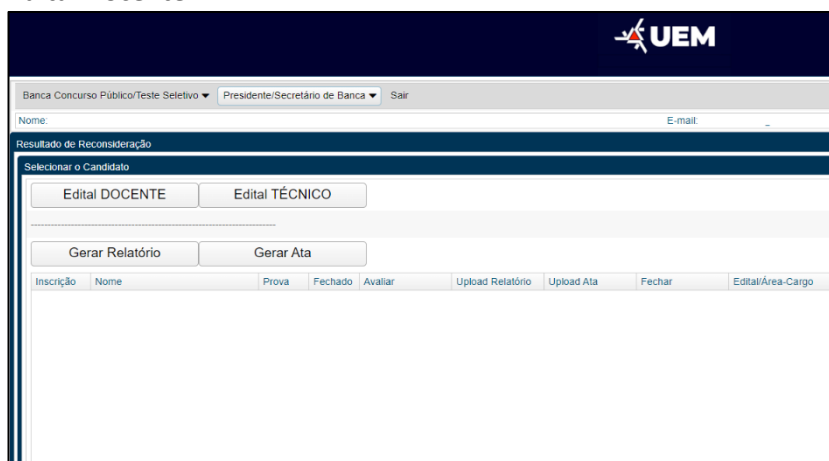 UEM
Banca Concurso Público/Teste Seletivo Presidente/Secretário de Banca Sair
Nome: E-mail: _
Resultado de Reconsideração
Selecionar o Candidato
Edital DOCENTE Edital TÉCNICO
--------------------------------------------------------------------------
Gerar Relatório Gerar Ata
Inscrição Nome Prova Fechado Avaliar Upload Relatório Upload Ata Fechar Edital/Área-Cargo